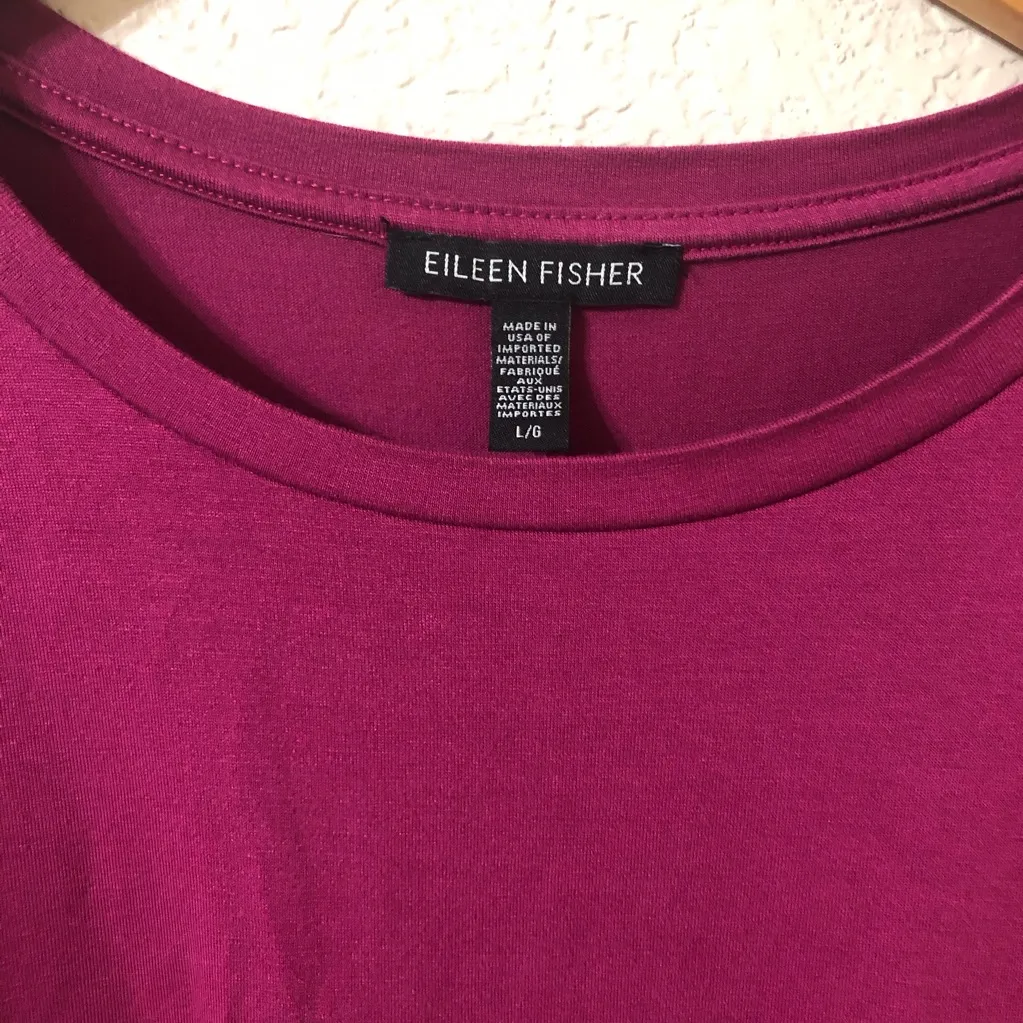 EILEEN FISHER
MADE IN
USA OF
IMPORTED
MATERIALS/
FABRIQUÉ
AUX
ETATS-UNIS
AVEC DES
MATERIAUX
IMPORTES
L/G